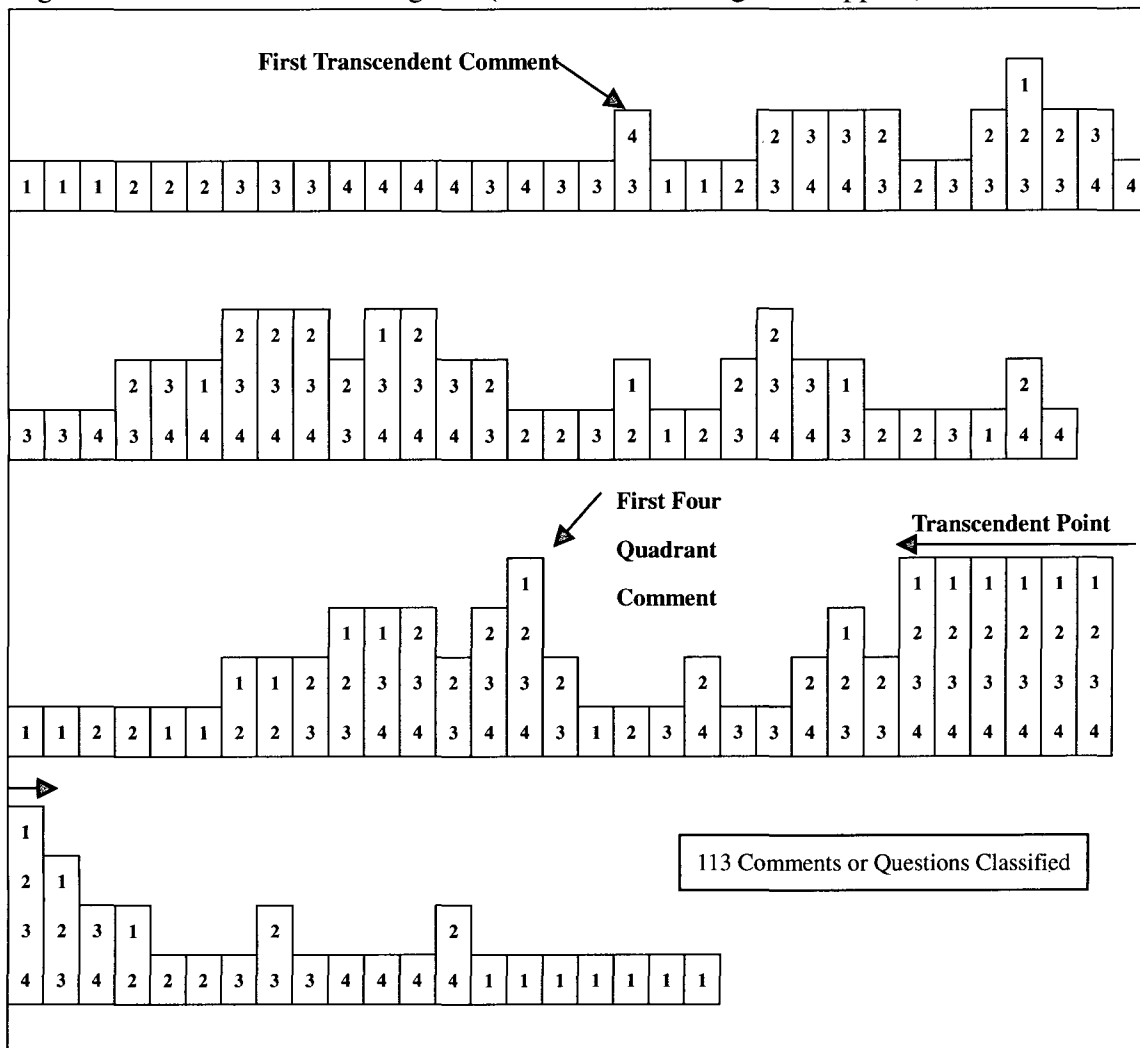 First Transcendent Comment
1
4 2 3 3 2 2 2 2 3
1 1 1 2 2 2 3 3 3 4 4 4 4 3 4 3 3 3 1 1 2 3 4 4 3 2 3 3 3 3 4 4
2 2 2 1 2 2
2 3 1 3 3 3 2 3 3 3 2 1 2 3 3 1 2
3 3 4 3 4 4 4 4 4 3 4 4 4 3 2 2 3 2 1 2 3 4 4 3 2 2 3 1 4 4
First Four
Quadrant
Comment
Transcendent Point
1 1 1 1 1 1 1
1 1 2 2 1 2 2 2 2 2 2
1 1 2 2 3 3 2 3 3 2 2 2 2 2 3 3 3 3 3 3
1 1 2 2 1 1 2 2 3 3 4 4 3 4 4 3 1 2 3 4 3 3 4 3 3 4 4 4 4 4 4
1
2 1
3 2 3 1 2 2
4 3 4 2 2 2 3 3 3 4 4 4 4 1 1 1 1 1 1 1
113 Comments or Questions Classified